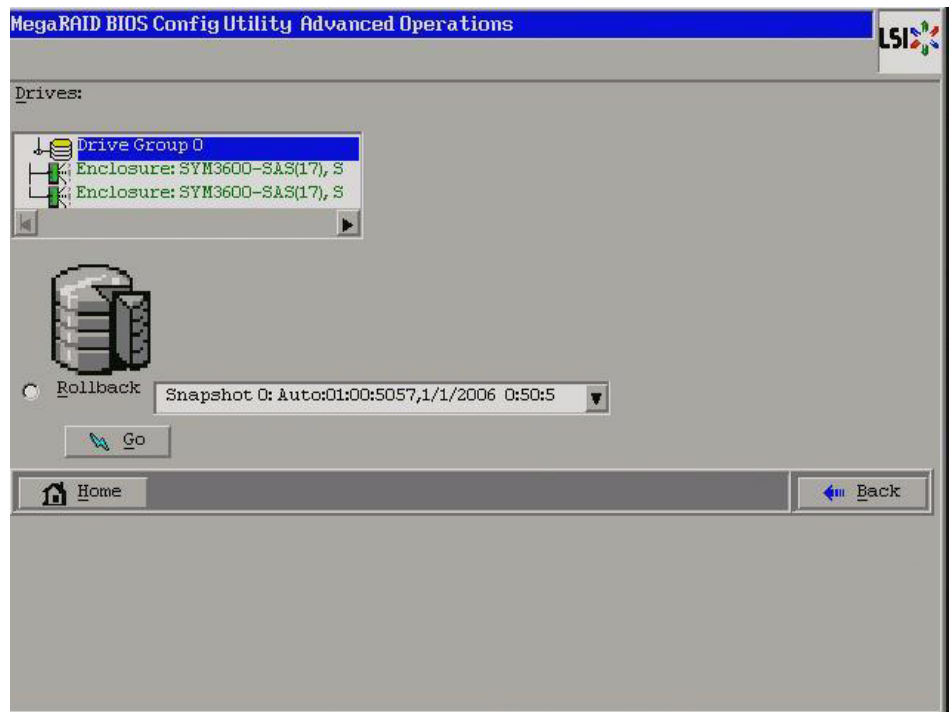 MegaRAID BIOS Config Utility Advanced Operations
LSI
Drives:
Drive Group 0
Enclosure: SYM3600-SAS(17), S
Enclosure: SYM3600-SAS(17), S
Rollback
Snapshot 0: Auto:01:00:5057,1/1/2006 0:50:5
Go
Home
Back